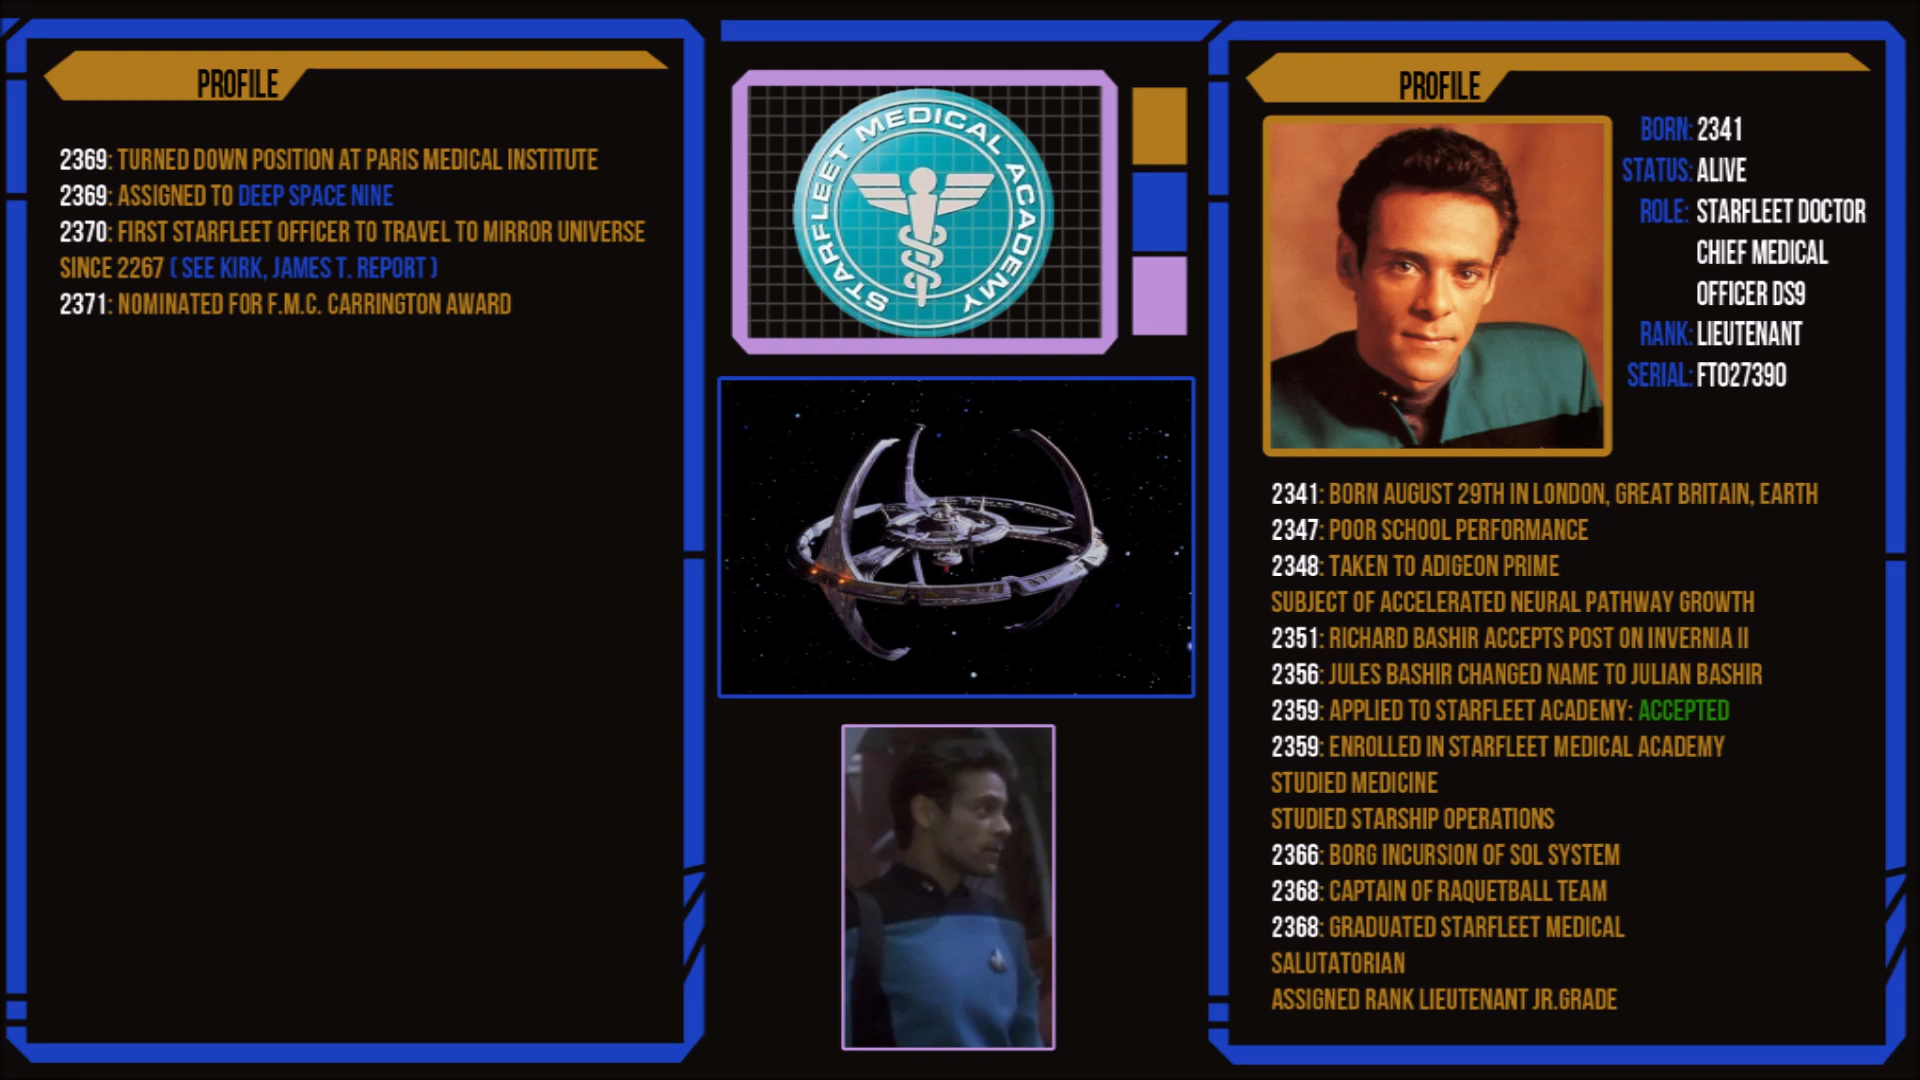 PROFILE
2369: TURNED DOWN POSITION AT PARIS MEDICAL INSTITUTE
2369: ASSIGNED TO DEEP SPACE NINE
2370: FIRST STARFLEET OFFICER TO TRAVEL TO MIRROR UNIVERSE
SINCE 2267 ( SEE KIRK, JAMES T. REPORT )
2371: NOMINATED FOR F.M.C. CARRINGTON AWARD
STARFLEET MEDICAL ACADEMY
PROFILE
BORN: 2341
STATUS: ALIVE
ROLE: STARFLEET DOCTOR
CHIEF MEDICAL
OFFICER DS9
RANK: LIEUTENANT
SERIAL: FT027390
2341: BORN AUGUST 29TH IN LONDON, GREAT BRITAIN, EARTH
2347: POOR SCHOOL PERFORMANCE
2348: TAKEN TO ADIGEON PRIME
SUBJECT OF ACCELERATED NEURAL PATHWAY GROWTH
2351: RICHARD BASHIR ACCEPTS POST ON INVERNIA II
2356: JULES BASHIR CHANGED NAME TO JULIAN BASHIR
2359: APPLIED TO STARFLEET ACADEMY: ACCEPTED
2359: ENROLLED IN STARFLEET MEDICAL ACADEMY
STUDIED MEDICINE
STUDIED STARSHIP OPERATIONS
2366: BORG INCURSION OF SOL SYSTEM
2368: CAPTAIN OF RAQUETBALL TEAM
2368: GRADUATED STARFLEET MEDICAL
SALUTATORIAN
ASSIGNED RANK LIEUTENANT JR.GRADE